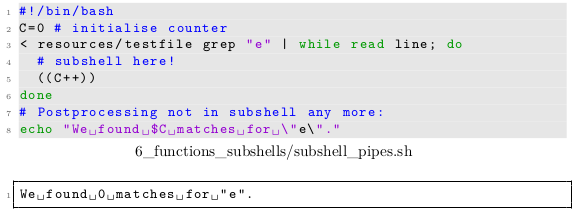 1 #!/bin/bash
2 C=0 # initialise counter
3 < resources/testfile grep "e" | while read line; do
4   # subshell here!
5   ((C++))
6 done
7 # Postprocessing not in subshell any more:
8 echo "We␣found␣$C␣matches␣for␣\"e\"."
6_functions_subshells/subshell_pipes.sh
1 We␣found␣0␣matches␣for␣"e".